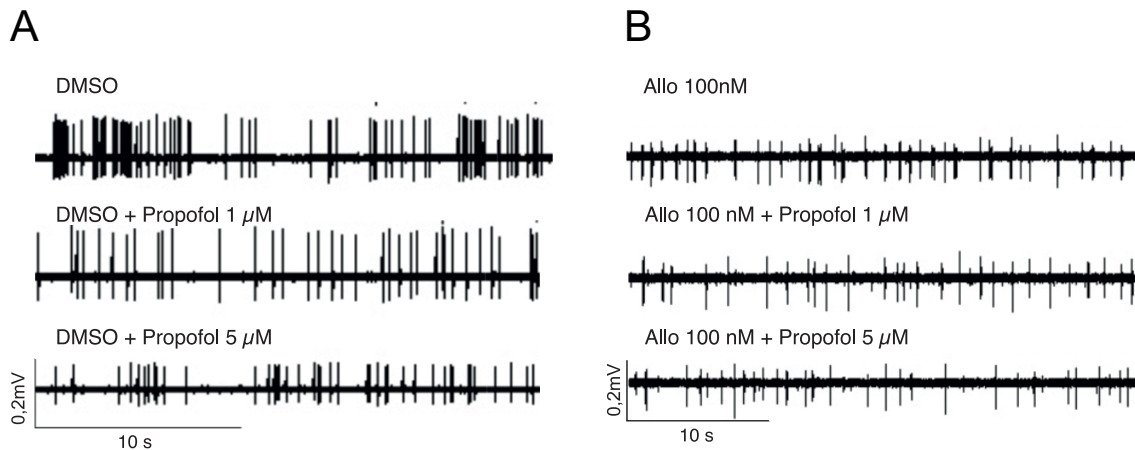 A
DMSO
DMSO + Propofol 1 µM
DMSO + Propofol 5 µM
0,2mV
10 s
B
Allo 100nM
Allo 100 nM + Propofol 1 µM
Allo 100 nM + Propofol 5 µM
0,2mV
10 s